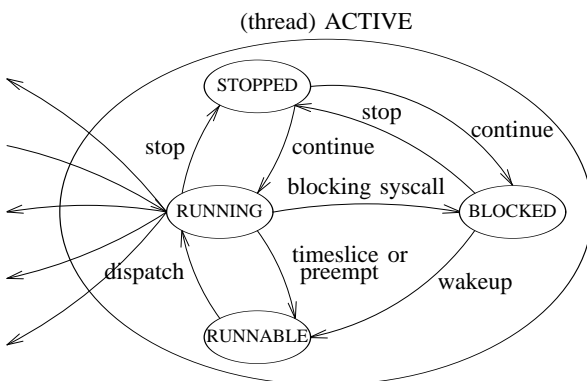 (thread) ACTIVE
STOPPED
stop
continue
stop
continue
blocking syscall
RUNNING
BLOCKED
dispatch
timeslice or
preempt
wakeup
RUNNABLE